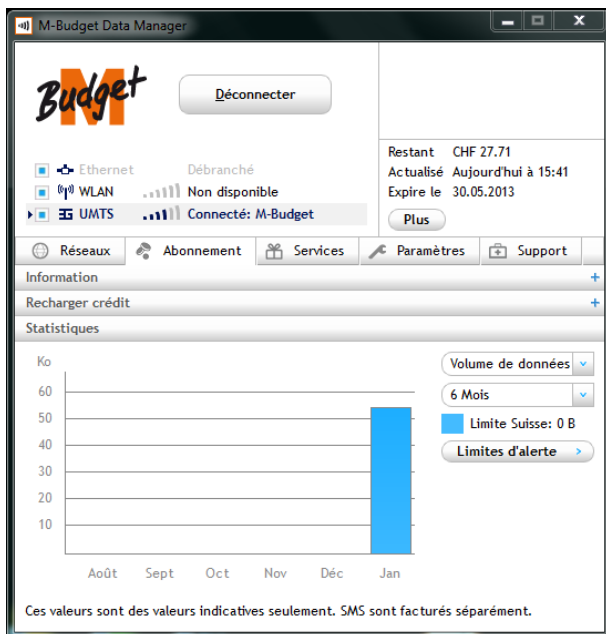 M-Budget Data Manager
M
Budget
Déconnecter
Ethernet Débranché
WLAN Non disponible
3G UMTS Connecté: M-Budget
Restant CHF 27.71
Actualisé Aujourd'hui à 15:41
Expire le 30.05.2013
Plus
Réseaux Abonnement Services Paramètres Support
Information +
Recharger crédit +
Statistiques
Ko
60
50
40
30
20
10
Août Sept Oct Nov Déc Jan
Volume de données
6 Mois
Limite Suisse: 0 B
Limites d'alerte >
Ces valeurs sont des valeurs indicatives seulement. SMS sont facturés séparément.